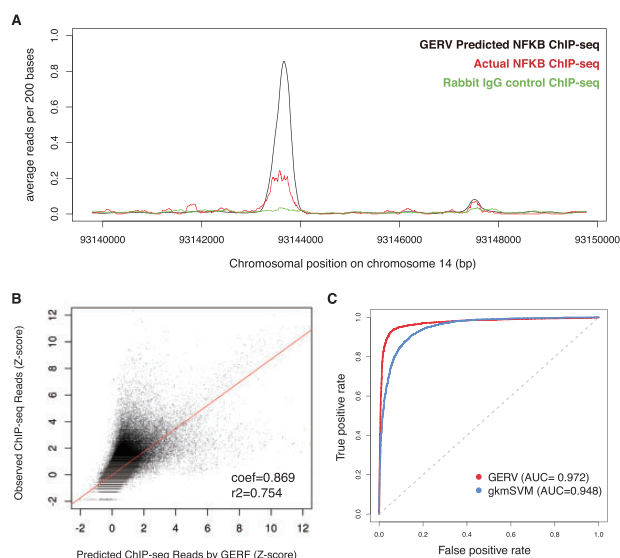 A
GERV Predicted NFKB ChIP-seq
Actual NFKB ChIP-seq
Rabbit IgG control ChIP-seq
average reads per 200 bases
0.0 0.2 0.4 0.6 0.8 1.0
93140000 93142000 93144000 93146000 93148000 93150000
Chromosomal position on chromosome 14 (bp)
B
Observed ChIP-seq Reads (Z-score)
-2 0 2 4 6 8 10 12
coef=0.869
r2=0.754
-2 0 2 4 6 8 10 12
Predicted ChIP-seq Reads by GERF (Z-score)
C
True positive rate
0.0 0.2 0.4 0.6 0.8 1.0
GERV (AUC= 0.972)
gkmSVM (AUC=0.948)
0.0 0.2 0.4 0.6 0.8 1.0
False positive rate